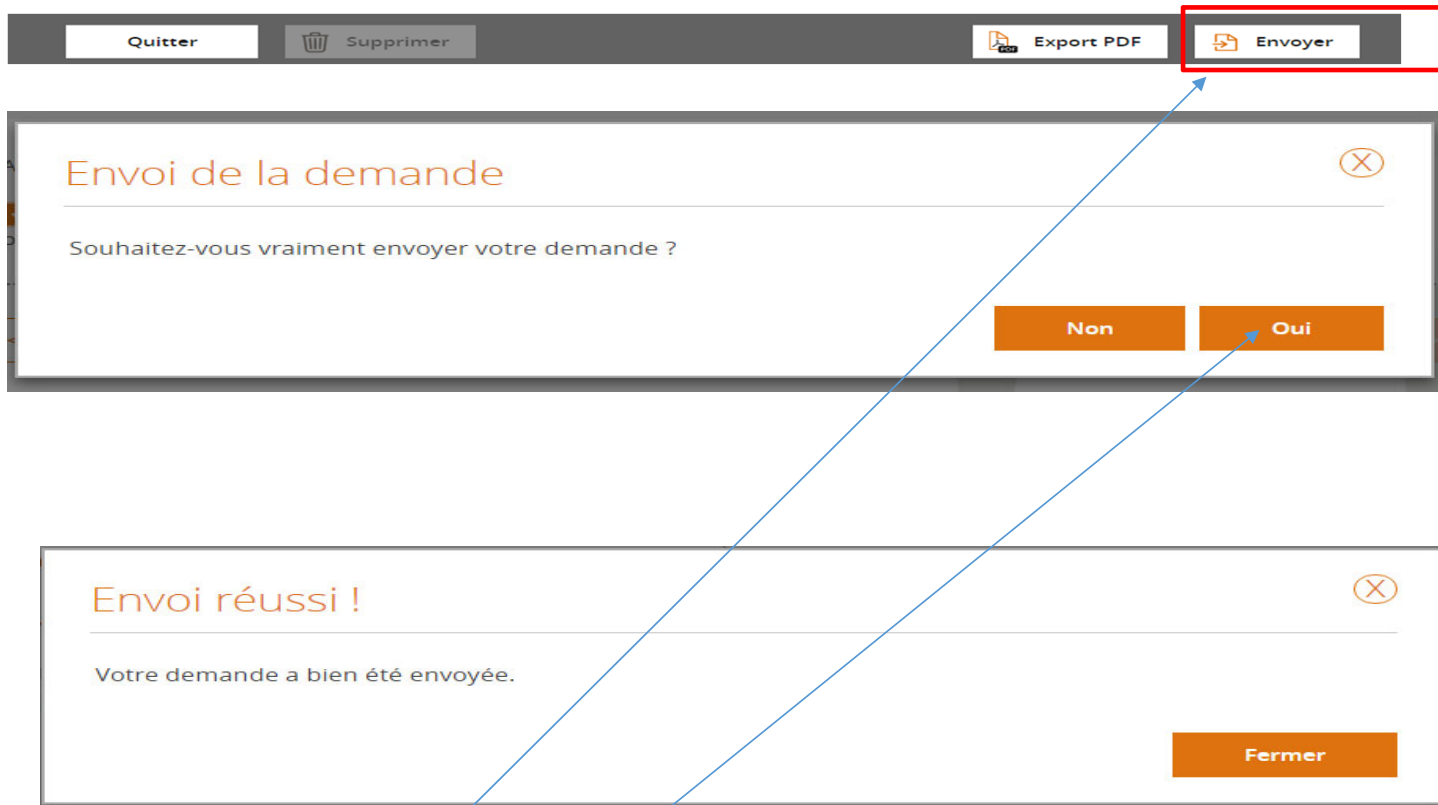 Quitter
Supprimer
Export PDF
Envoyer
Envoi de la demande
Souhaitez-vous vraiment envoyer votre demande ?
Non
Oui
Envoi réussi !
Votre demande a bien été envoyée.
Fermer